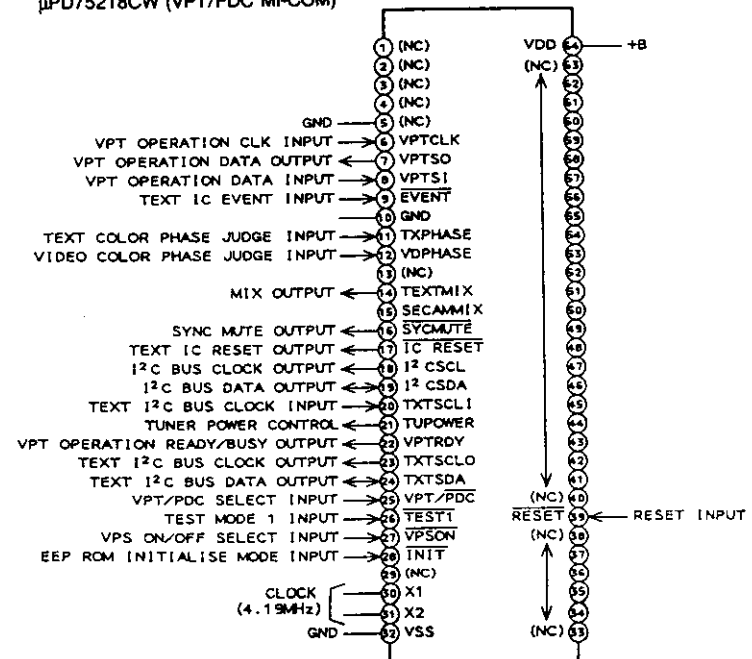 µPD75218CW (VPT/PDC MI-COM)
1 (NC) VDD 64 +B
2 (NC) (NC) 63
3 (NC) 62
4 (NC) 61
GND 5 (NC) 60
VPT OPERATION CLK INPUT 6 VPTCLK 59
VPT OPERATION DATA OUTPUT 7 VPTSO 58
VPT OPERATION DATA INPUT 8 VPTSI 57
TEXT IC EVENT INPUT 9 EVENT 56
10 GND 55
TEXT COLOR PHASE JUDGE INPUT 11 TXPHASE 54
VIDEO COLOR PHASE JUDGE INPUT 12 VDPHASE 53
13 (NC) 52
MIX OUTPUT 14 TEXTMIX 51
15 SECAMMIX 50
SYNC MUTE OUTPUT 16 SYCMUTE 49
TEXT IC RESET OUTPUT 17 IC RESET 48
I²C BUS CLOCK OUTPUT 18 I² CSCL 47
I²C BUS DATA OUTPUT 19 I² CSDA 46
TEXT I²C BUS CLOCK INPUT 20 TXTSCLI 45
TUNER POWER CONTROL 21 TUPOWER 44
VPT OPERATION READY/BUSY OUTPUT 22 VPTRDY 43
TEXT I²C BUS CLOCK OUTPUT 23 TXTSCLO 42
TEXT I²C BUS DATA OUTPUT 24 TXTSDA 41
VPT/PDC SELECT INPUT 25 VPT/PDC (NC) 40
TEST MODE 1 INPUT 26 TEST1 RESET 39 RESET INPUT
VPS ON/OFF SELECT INPUT 27 VPSON (NC) 38
EEP ROM INITIALISE MODE INPUT 28 INIT 37
29 (NC) 36
CLOCK 30 X1 35
(4.19MHz) 31 X2 34
GND 32 VSS (NC) 33